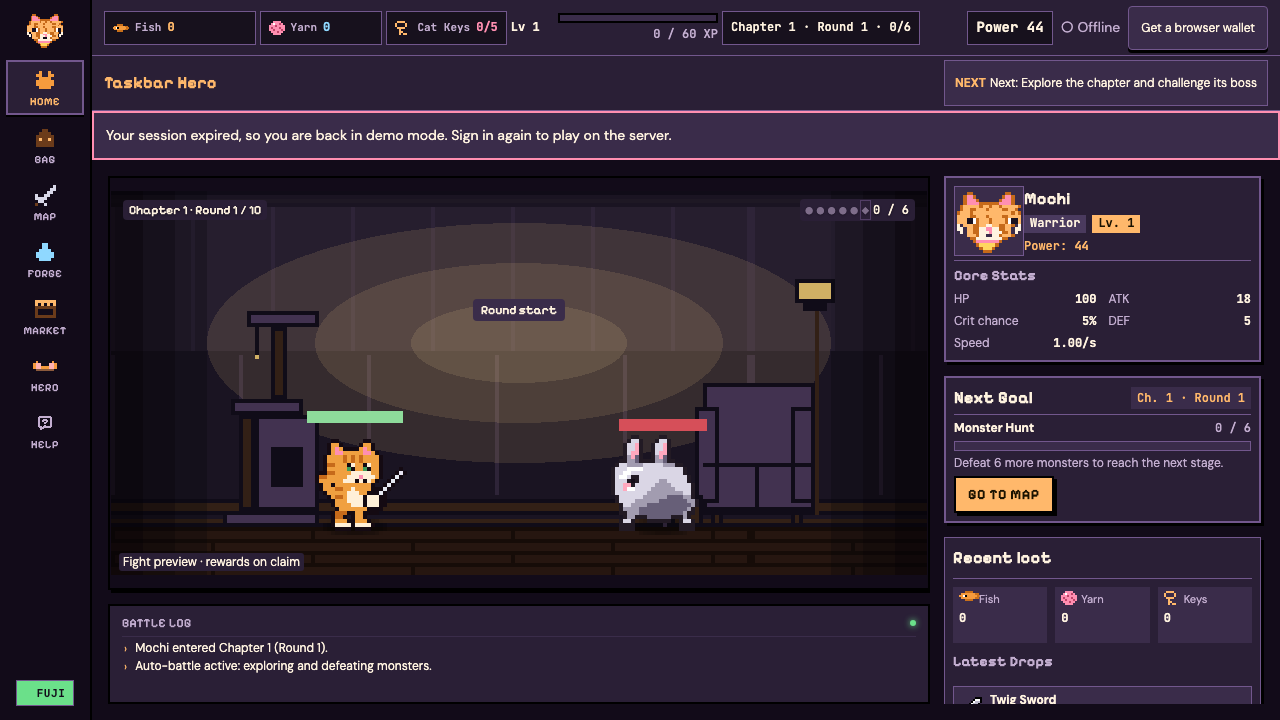 Fish 0
Yarn 0
Cat Keys 0/5
Lv 1
0 / 60 XP
Chapter 1 · Round 1 · 0/6
Power 44
Offline
Get a browser wallet
HOME
BAG
MAP
FORGE
MARKET
HERO
HELP
FUJI
Taskbar Hero
NEXT Next: Explore the chapter and challenge its boss
Your session expired, so you are back in demo mode. Sign in again to play on the server.
Chapter 1 · Round 1 / 10
0 / 6
Round start
Fight preview · rewards on claim
BATTLE LOG
› Mochi entered Chapter 1 (Round 1).
› Auto-battle active: exploring and defeating monsters.
Mochi
Warrior Lv. 1
Power: 44
Core Stats
HP 100 ATK 18
Crit chance 5% DEF 5
Speed 1.00/s
Next Goal Ch. 1 · Round 1
Monster Hunt 0 / 6
Defeat 6 more monsters to reach the next stage.
GO TO MAP
Recent loot
Fish
0
Yarn
0
Keys
0
Latest Drops
Twig Sword